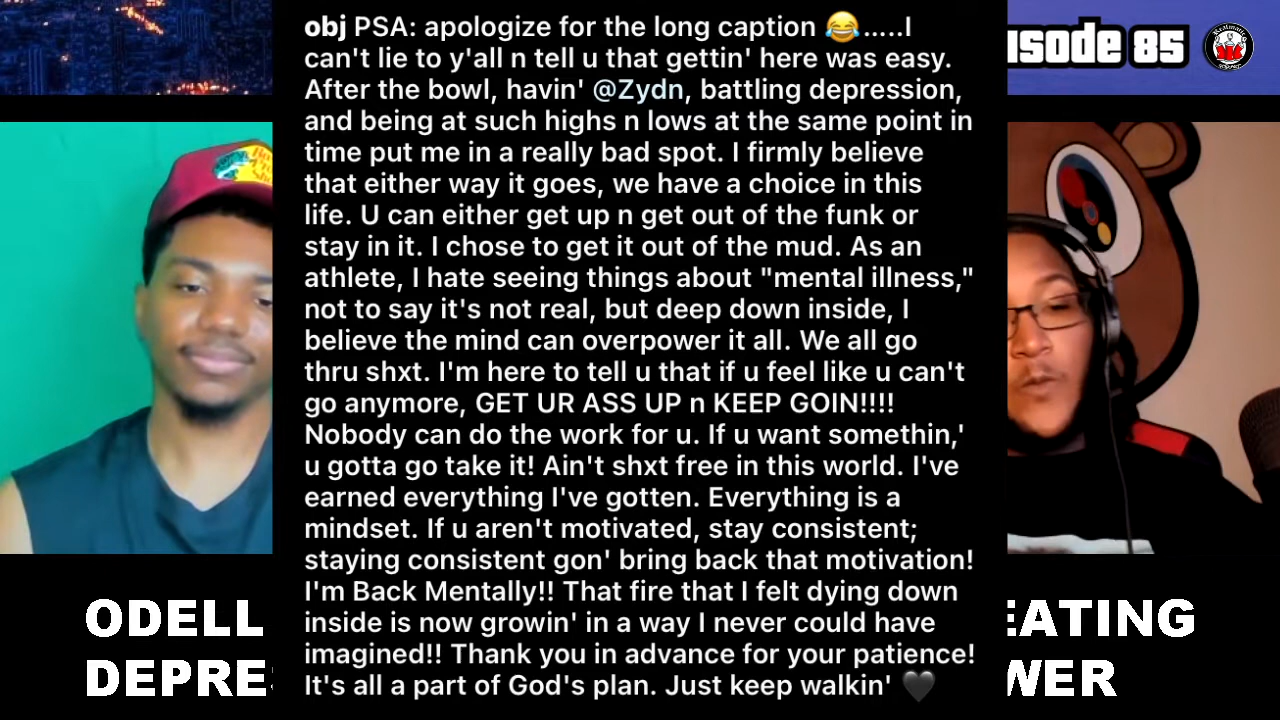 obj PSA: apologize for the long caption 😂.....I
can't lie to y'all n tell u that gettin' here was easy.
After the bowl, havin' @Zydn, battling depression,
and being at such highs n lows at the same point in
time put me in a really bad spot. I firmly believe
that either way it goes, we have a choice in this
life. U can either get up n get out of the funk or
stay in it. I chose to get it out of the mud. As an
athlete, I hate seeing things about "mental illness,"
not to say it's not real, but deep down inside, I
believe the mind can overpower it all. We all go
thru shxt. I'm here to tell u that if u feel like u can't
go anymore, GET UR ASS UP n KEEP GOIN!!!!
Nobody can do the work for u. If u want somethin,'
u gotta go take it! Ain't shxt free in this world. I've
earned everything I've gotten. Everything is a
mindset. If u aren't motivated, stay consistent;
staying consistent gon' bring back that motivation!
I'm Back Mentally!! That fire that I felt dying down
inside is now growin' in a way I never could have
imagined!! Thank you in advance for your patience!
It's all a part of God's plan. Just keep walkin' 🖤
isode 85
ODELL
DEPRES
EATING
WER